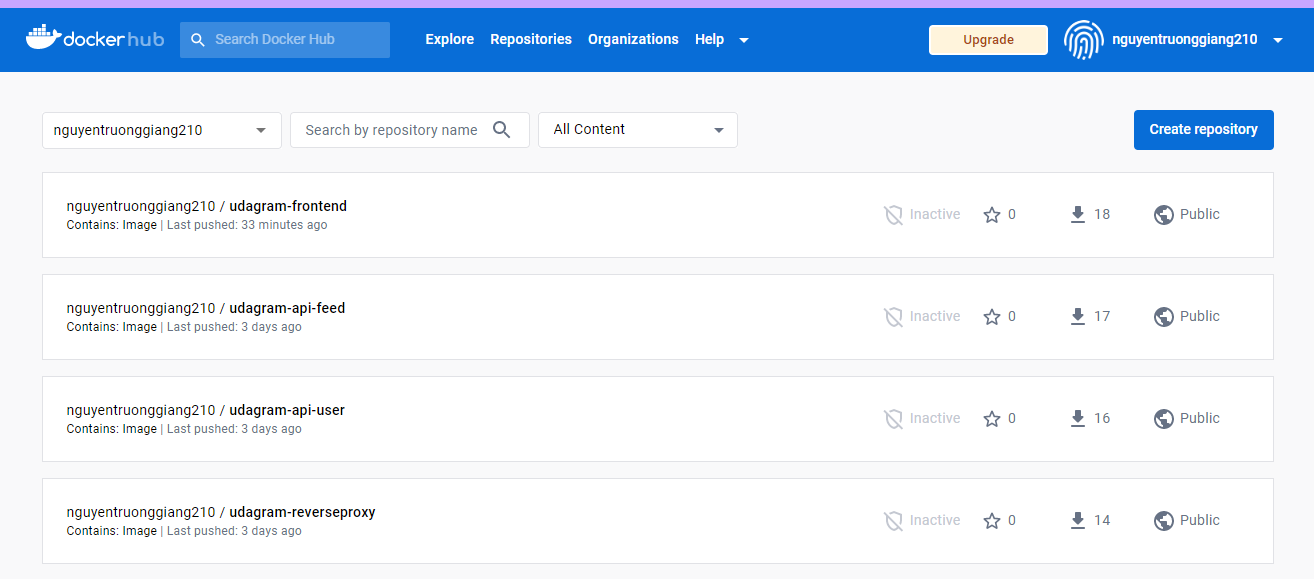 dockerhub Search Docker Hub Explore Repositories Organizations Help Upgrade nguyentruonggiang210
nguyentruonggiang210 Search by repository name All Content Create repository
nguyentruonggiang210 / udagram-frontend
Contains: Image | Last pushed: 33 minutes ago
Inactive 0 18 Public
nguyentruonggiang210 / udagram-api-feed
Contains: Image | Last pushed: 3 days ago
Inactive 0 17 Public
nguyentruonggiang210 / udagram-api-user
Contains: Image | Last pushed: 3 days ago
Inactive 0 16 Public
nguyentruonggiang210 / udagram-reverseproxy
Contains: Image | Last pushed: 3 days ago
Inactive 0 14 Public